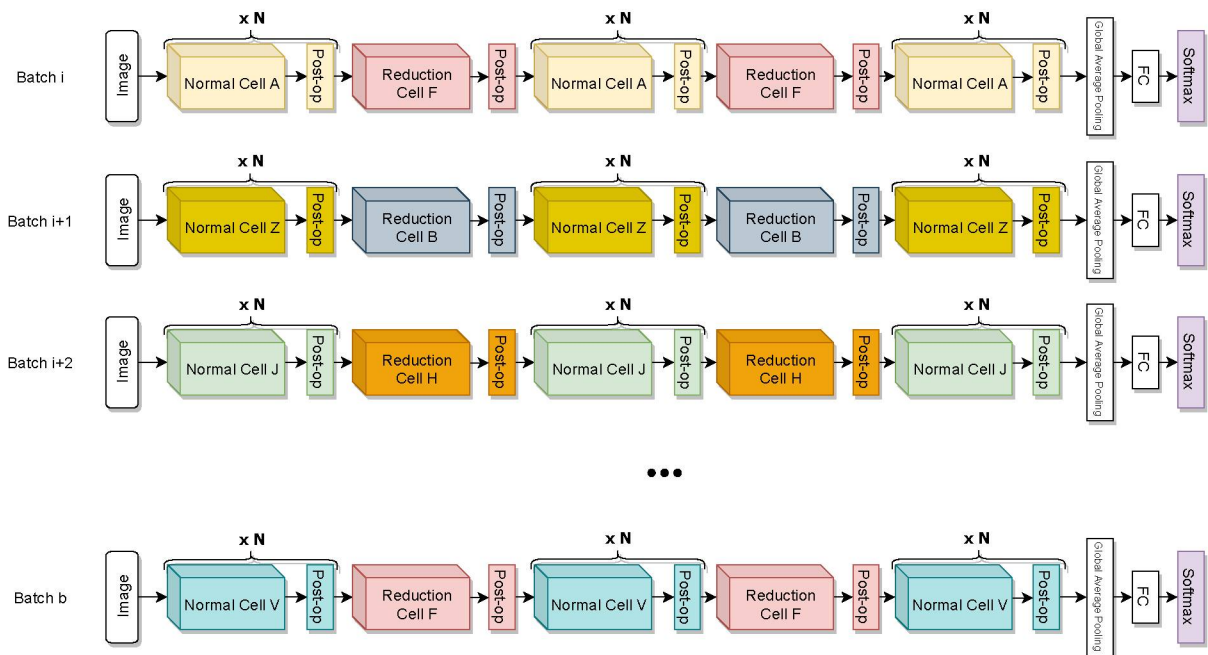 x N x N x N
Batch i Image Normal Cell A Post-op Reduction Cell F Post-op Normal Cell A Post-op Reduction Cell F Post-op Normal Cell A Post-op Global Average Pooling FC Softmax
x N x N x N
Batch i+1 Image Normal Cell Z Post-op Reduction Cell B Post-op Normal Cell Z Post-op Reduction Cell B Post-op Normal Cell Z Post-op Global Average Pooling FC Softmax
x N x N x N
Batch i+2 Image Normal Cell J Post-op Reduction Cell H Post-op Normal Cell J Post-op Reduction Cell H Post-op Normal Cell J Post-op Global Average Pooling FC Softmax
•••
x N x N x N
Batch b Image Normal Cell V Post-op Reduction Cell F Post-op Normal Cell V Post-op Reduction Cell F Post-op Normal Cell V Post-op Global Average Pooling FC Softmax